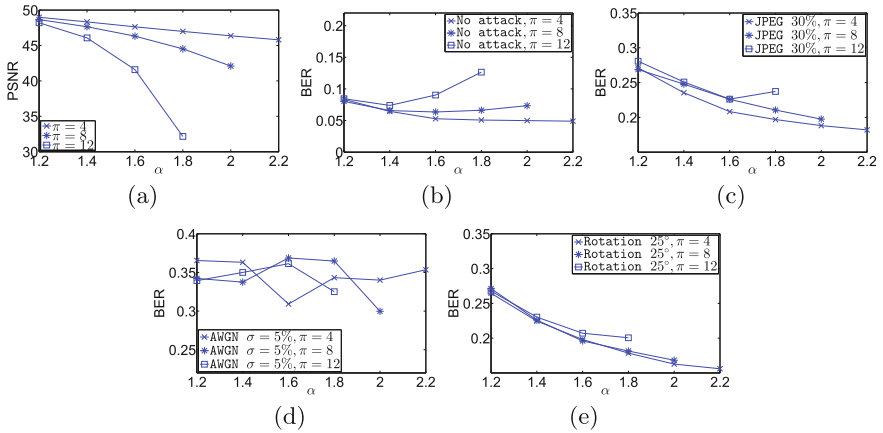 50
45
40
35
30
PSNR
π = 4
π = 8
π = 12
1.2 1.4 1.6 1.8 2 2.2
α
(a)
0.2
0.15
0.1
0.05
0
BER
No attack, π = 4
No attack, π = 8
No attack, π = 12
1.2 1.4 1.6 1.8 2 2.2
α
(b)
0.35
0.3
0.25
0.2
BER
JPEG 30%, π = 4
JPEG 30%, π = 8
JPEG 30%, π = 12
1.2 1.4 1.6 1.8 2 2.2
α
(c)
0.4
0.35
0.3
0.25
BER
AWGN σ = 5%, π = 4
AWGN σ = 5%, π = 8
AWGN σ = 5%, π = 12
1.2 1.4 1.6 1.8 2 2.2
α
(d)
0.35
0.3
0.25
0.2
BER
Rotation 25°, π = 4
Rotation 25°, π = 8
Rotation 25°, π = 12
1.2 1.4 1.6 1.8 2 2.2
α
(e)